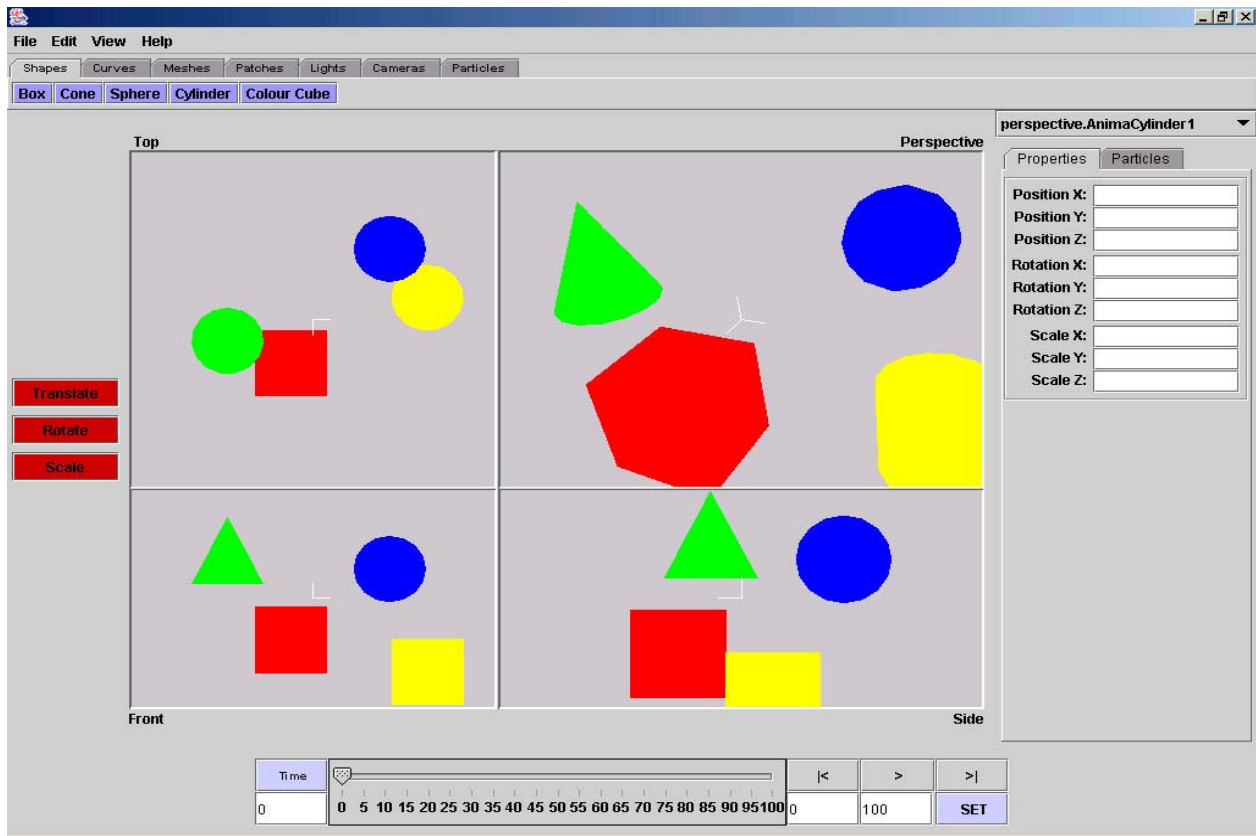 File Edit View Help
Shapes Curves Meshes Patches Lights Cameras Particles
Box Cone Sphere Cylinder Colour Cube
perspective.AnimaCylinder1
Top Perspective
Properties Particles
Position X:
Position Y:
Position Z:
Rotation X:
Rotation Y:
Rotation Z:
Scale X:
Scale Y:
Scale Z:
Translate
Rotate
Scale
Front Side
Time |< > >|
0 0 5 10 15 20 25 30 35 40 45 50 55 60 65 70 75 80 85 90 95 100 0 100 SET